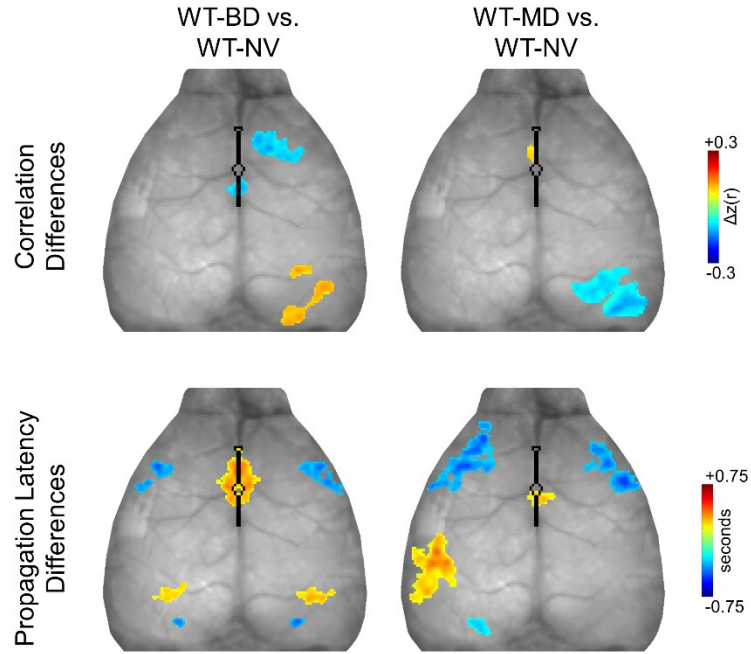 WT-BD vs.
WT-NV
WT-MD vs.
WT-NV
Correlation
Differences
+0.3
Δz(r)
-0.3
Propagation Latency
Differences
+0.75
seconds
-0.75